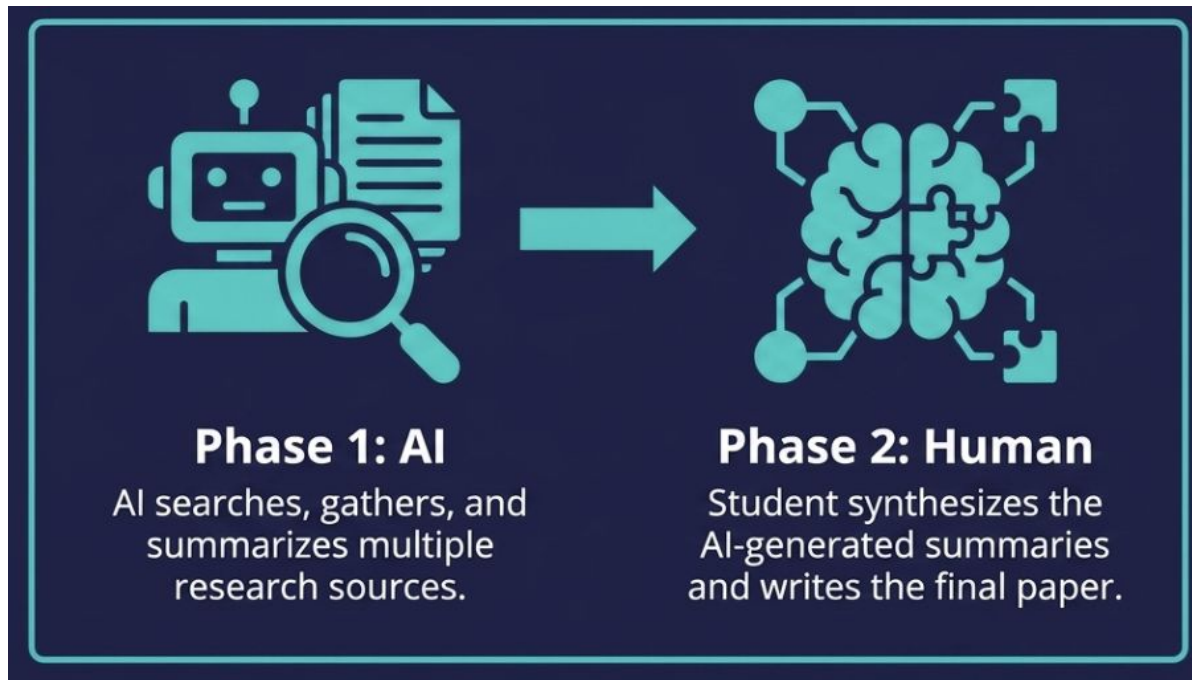 Phase 1: AI
AI searches, gathers, and
summarizes multiple
research sources.
Phase 2: Human
Student synthesizes the
AI-generated summaries
and writes the final paper.